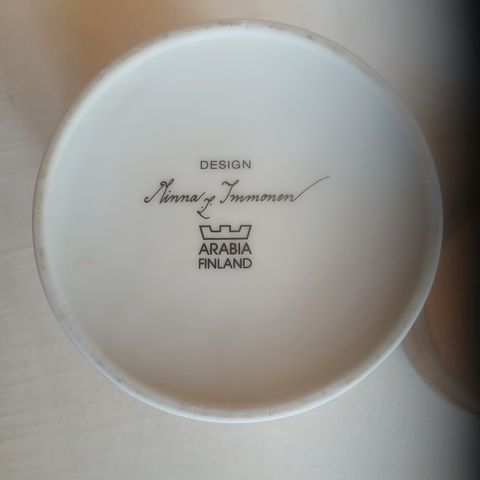 DESIGN
Minna L. Immonen
ARABIA
FINLAND